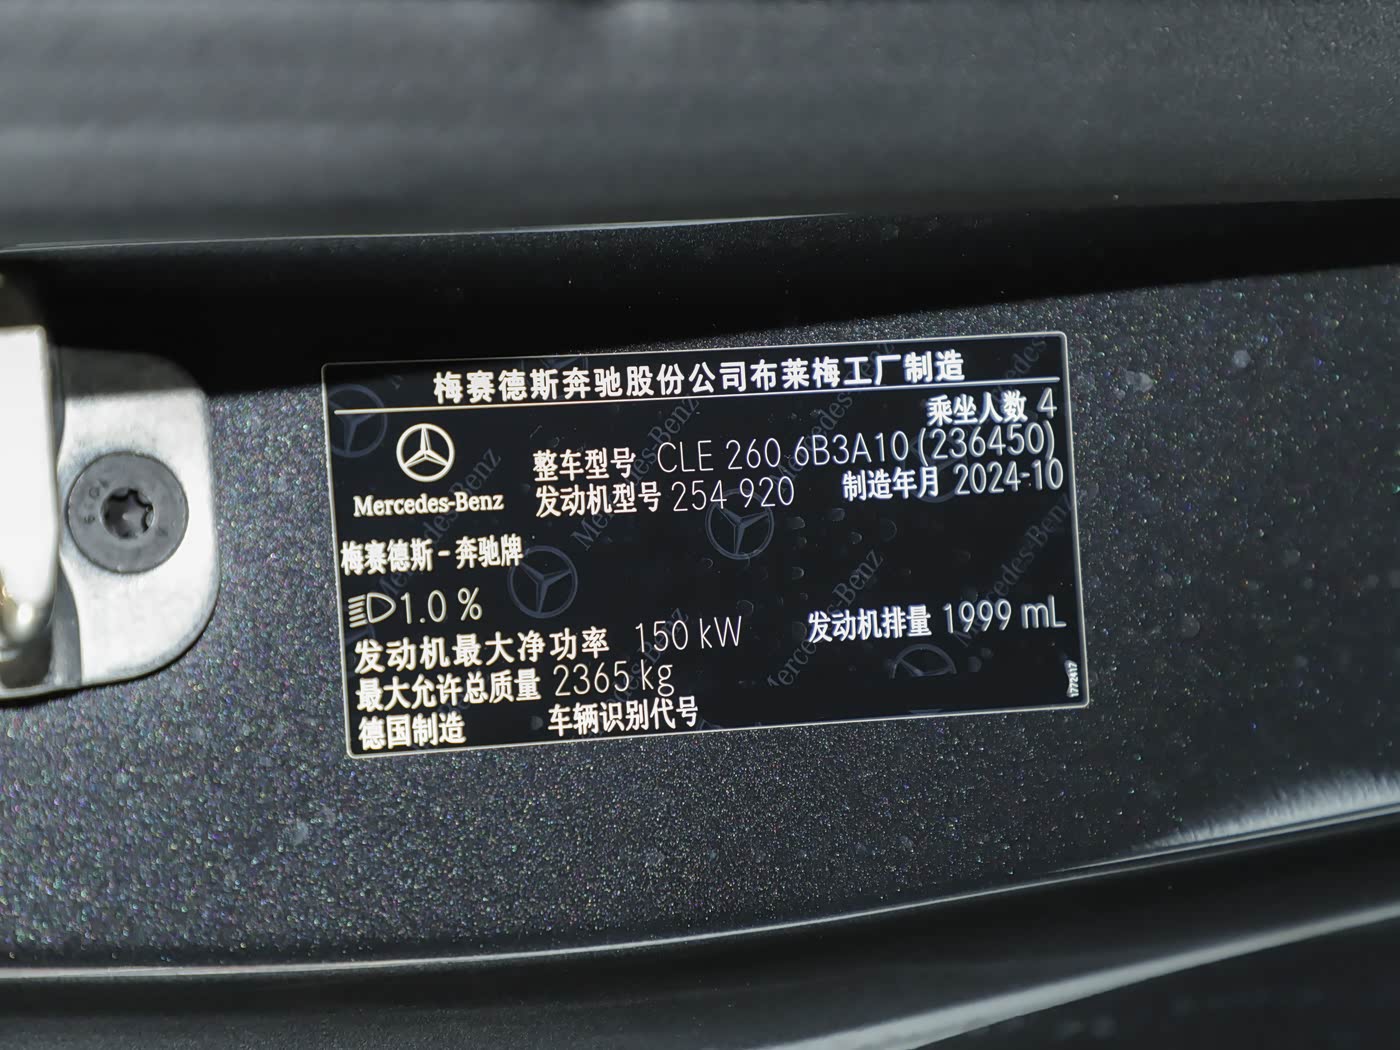 梅赛德斯奔驰股份公司布莱梅工厂制造
乘坐人数 4
整车型号 CLE 260 6B3A10 (236450)
发动机型号 254 920 制造年月 2024-10
Mercedes-Benz
梅赛德斯-奔驰牌
1.0 %
发动机最大净功率 150 kW 发动机排量 1999 mL
最大允许总质量 2365 kg
德国制造 车辆识别代号
1772417